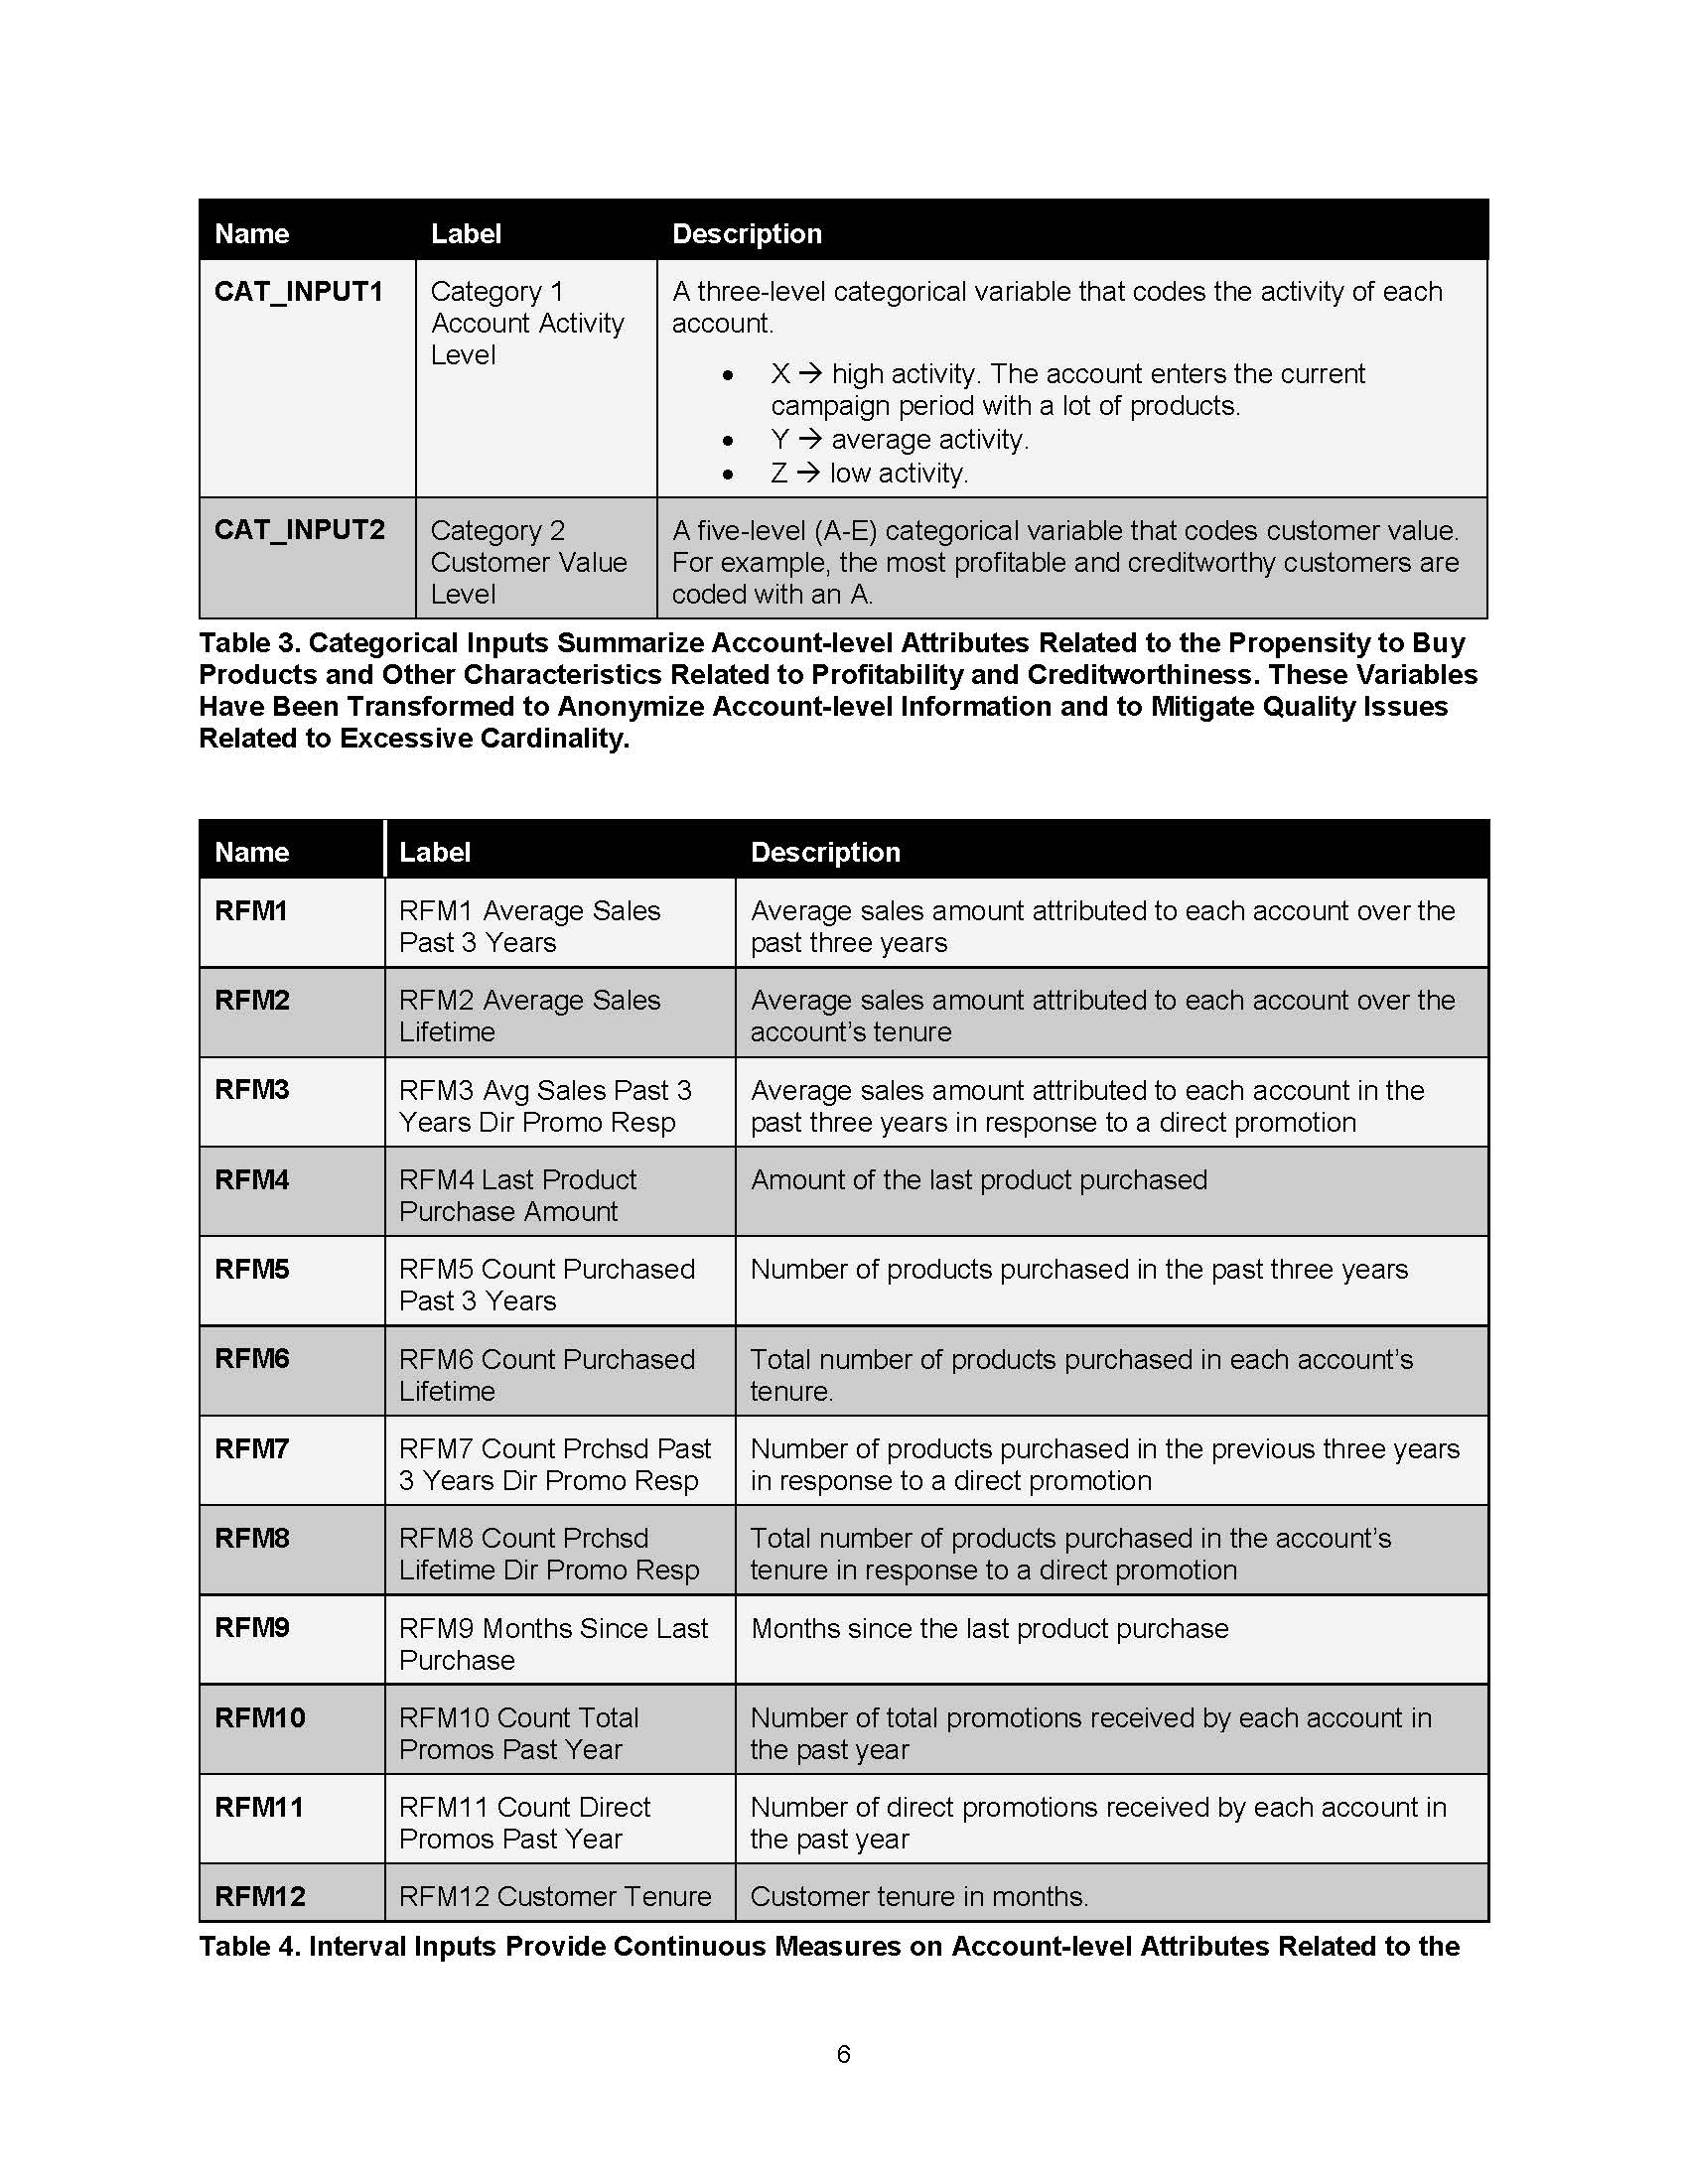 Name Label Description
CAT_INPUT1 Category 1 A three-level categorical variable that codes the activity of each
Account Activity account.
Level
• X → high activity. The account enters the current
campaign period with a lot of products.
• Y → average activity.
• Z → low activity.
CAT_INPUT2 Category 2 A five-level (A-E) categorical variable that codes customer value.
Customer Value For example, the most profitable and creditworthy customers are
Level coded with an A.
Table 3. Categorical Inputs Summarize Account-level Attributes Related to the Propensity to Buy
Products and Other Characteristics Related to Profitability and Creditworthiness. These Variables
Have Been Transformed to Anonymize Account-level Information and to Mitigate Quality Issues
Related to Excessive Cardinality.
Name Label Description
RFM1 RFM1 Average Sales Average sales amount attributed to each account over the
Past 3 Years past three years
RFM2 RFM2 Average Sales Average sales amount attributed to each account over the
Lifetime account’s tenure
RFM3 RFM3 Avg Sales Past 3 Average sales amount attributed to each account in the
Years Dir Promo Resp past three years in response to a direct promotion
RFM4 RFM4 Last Product Amount of the last product purchased
Purchase Amount
RFM5 RFM5 Count Purchased Number of products purchased in the past three years
Past 3 Years
RFM6 RFM6 Count Purchased Total number of products purchased in each account’s
Lifetime tenure.
RFM7 RFM7 Count Prchsd Past Number of products purchased in the previous three years
3 Years Dir Promo Resp in response to a direct promotion
RFM8 RFM8 Count Prchsd Total number of products purchased in the account’s
Lifetime Dir Promo Resp tenure in response to a direct promotion
RFM9 RFM9 Months Since Last Months since the last product purchase
Purchase
RFM10 RFM10 Count Total Number of total promotions received by each account in
Promos Past Year the past year
RFM11 RFM11 Count Direct Number of direct promotions received by each account in
Promos Past Year the past year
RFM12 RFM12 Customer Tenure Customer tenure in months.
Table 4. Interval Inputs Provide Continuous Measures on Account-level Attributes Related to the
6